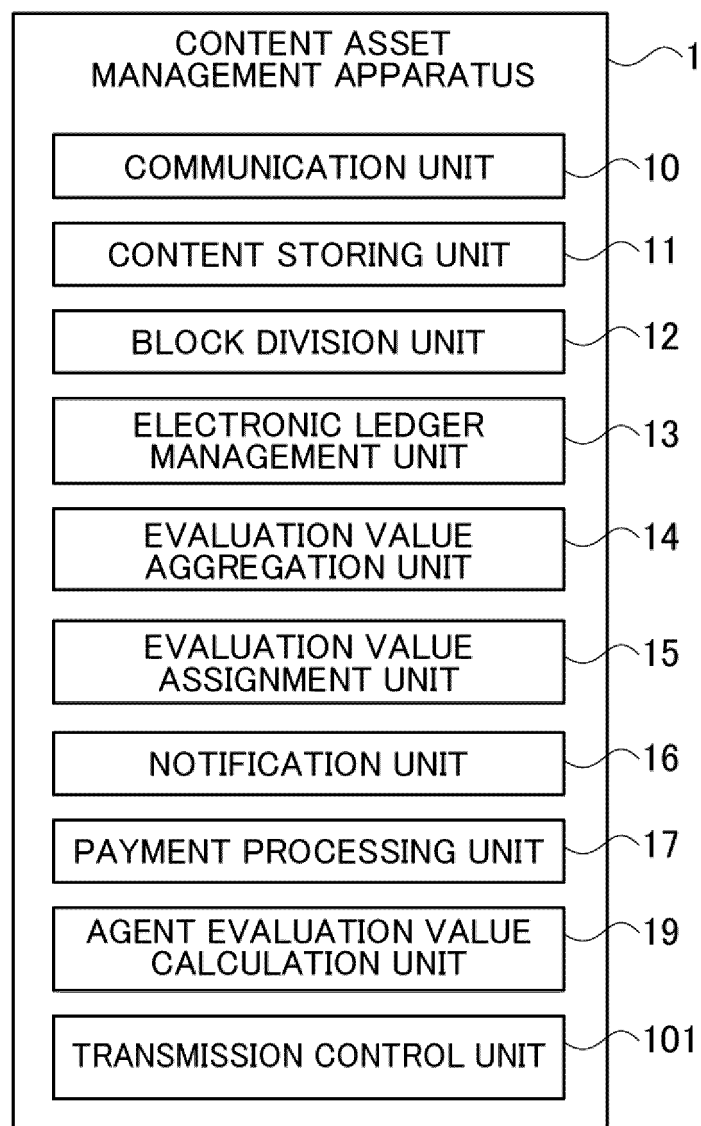 CONTENT ASSET
MANAGEMENT APPARATUS
1
COMMUNICATION UNIT
10
CONTENT STORING UNIT
11
BLOCK DIVISION UNIT
12
ELECTRONIC LEDGER
MANAGEMENT UNIT
13
EVALUATION VALUE
AGGREGATION UNIT
14
EVALUATION VALUE
ASSIGNMENT UNIT
15
NOTIFICATION UNIT
16
PAYMENT PROCESSING UNIT
17
AGENT EVALUATION VALUE
CALCULATION UNIT
19
TRANSMISSION CONTROL UNIT
101